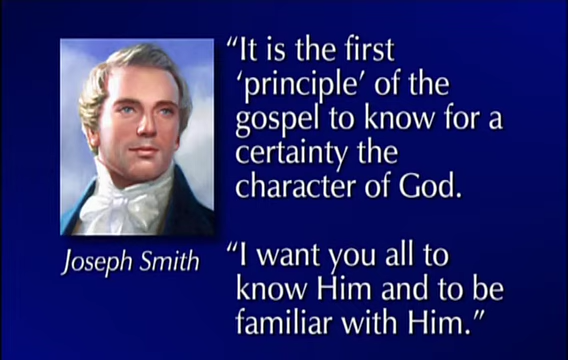 “It is the first
‘principle’ of the
gospel to know for a
certainty the
character of God.
“I want you all to
know Him and to be
familiar with Him.”
Joseph Smith